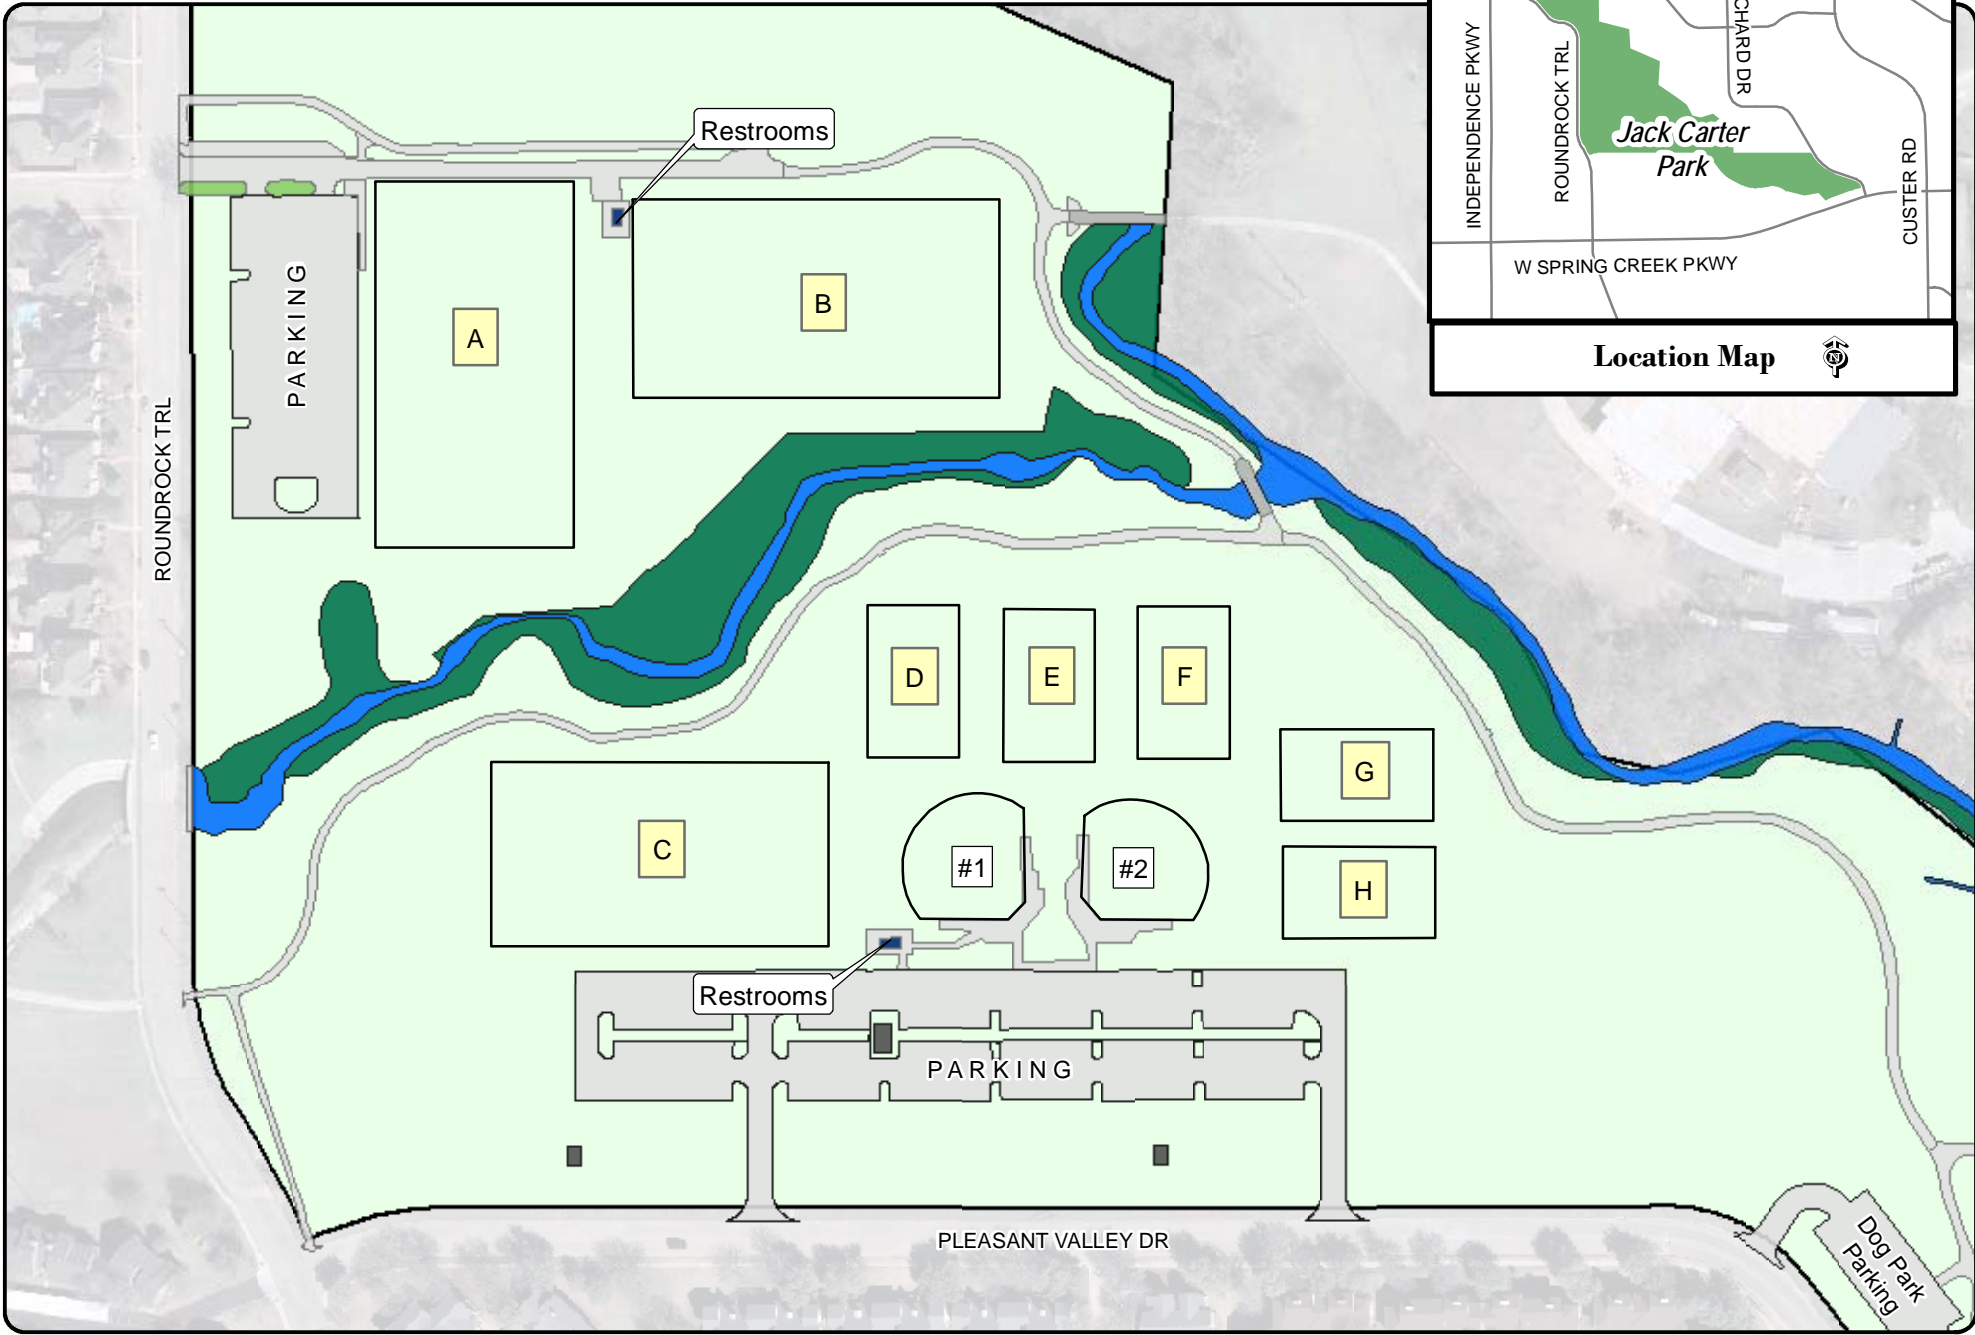 INDEPENDENCE PKWY
ROUNDROCK TRL
CHARD DR
Jack Carter
Park
CUSTER RD
W SPRING CREEK PKWY
Location Map
N
Restrooms
PARKING
A
B
ROUNDROCK TRL
D
E
F
G
C
#1
#2
H
Restrooms
PARKING
PLEASANT VALLEY DR
Dog Park
Parking